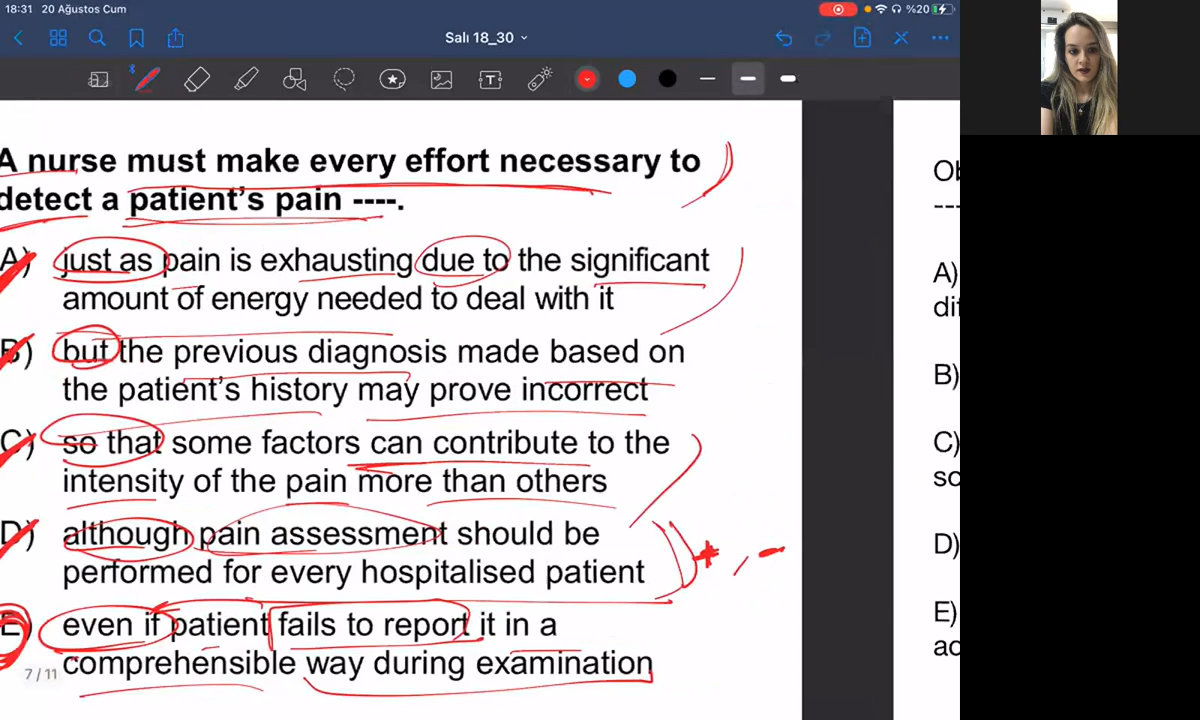 18:31 20 Ağustos Cum
%20
Salı 18_30
A nurse must make every effort necessary to
detect a patient's pain ----.
A) just as pain is exhausting due to the significant
amount of energy needed to deal with it
B) but the previous diagnosis made based on
the patient's history may prove incorrect
C) so that some factors can contribute to the
intensity of the pain more than others
D) although pain assessment should be
performed for every hospitalised patient
E) even if patient fails to report it in a
comprehensible way during examination
7 / 11
+ , -
A)
B)
C)
D)
E)